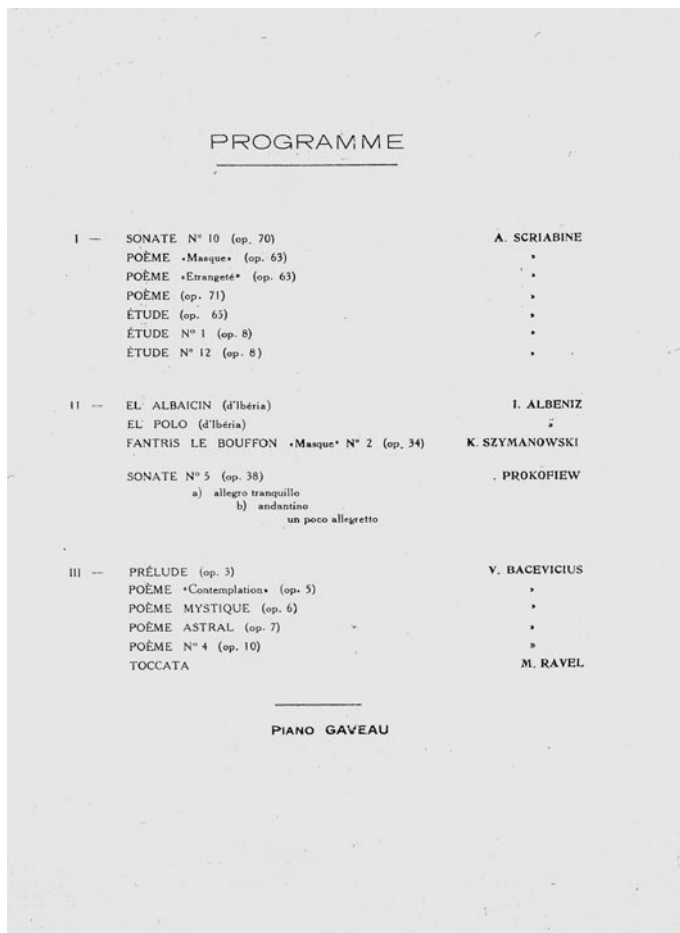 PROGRAMME
I — SONATE N° 10 (op. 70) A. SCRIABINE
POÈME «Masque» (op. 63) »
POÈME «Etrangeté» (op. 63) »
POÈME (op. 71) »
ÉTUDE (op. 65) »
ÉTUDE N° 1 (op. 8) »
ÉTUDE N° 12 (op. 8) »
II — EL ALBAICIN (d'Ibéria) I. ALBENIZ
EL POLO (d'Ibéria) »
FANTRIS LE BOUFFON «Masque» N° 2 (op. 34) K. SZYMANOWSKI
SONATE N° 5 (op. 38) . PROKOFIEW
a) allegro tranquillo
b) andantino
un poco allegretto
III — PRÉLUDE (op. 3) V. BACEVICIUS
POÈME «Contemplation» (op. 5) »
POÈME MYSTIQUE (op. 6) »
POÈME ASTRAL (op. 7) »
POÈME N° 4 (op. 10) »
TOCCATA M. RAVEL
PIANO GAVEAU